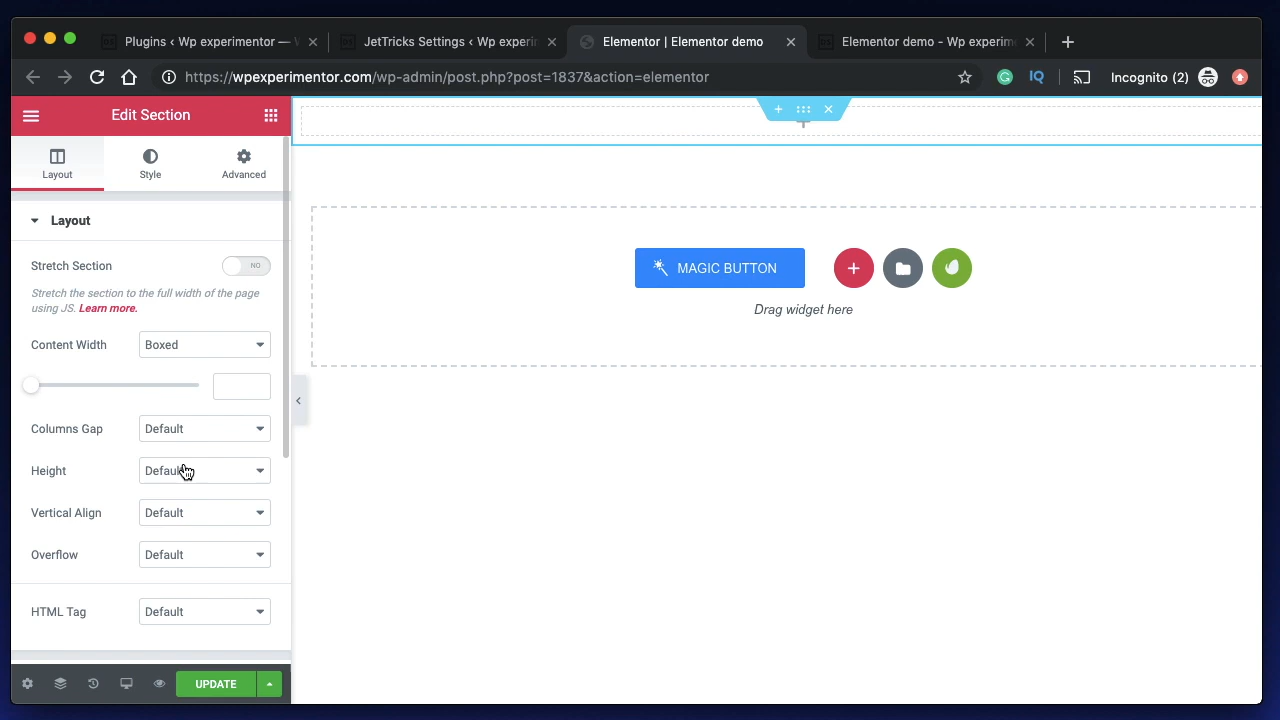 Plugins ‹ Wp experimentor —
JetTricks Settings ‹ Wp experi
Elementor | Elementor demo
Elementor demo - Wp experim
https://wpexperimentor.com/wp-admin/post.php?post=1837&action=elementor
IQ
Incognito (2)
Edit Section
Layout
Style
Advanced
Layout
Stretch Section
NO
Stretch the section to the full width of the page
using JS. Learn more.
Content Width
Boxed
Columns Gap
Default
Height
Default
Vertical Align
Default
Overflow
Default
HTML Tag
Default
UPDATE
MAGIC BUTTON
Drag widget here